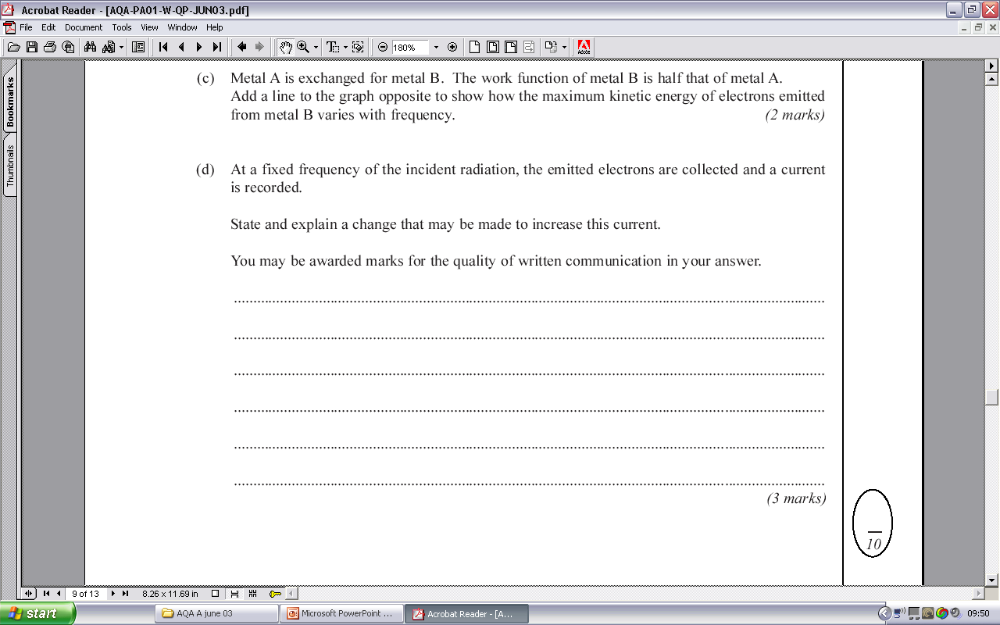 Acrobat Reader - [AQA-PA01-W-QP-JUN03.pdf]
File Edit Document Tools View Window Help
180%
Adobe
Bookmarks
Thumbnails
(c) Metal A is exchanged for metal B. The work function of metal B is half that of metal A.
Add a line to the graph opposite to show how the maximum kinetic energy of electrons emitted
from metal B varies with frequency. (2 marks)
(d) At a fixed frequency of the incident radiation, the emitted electrons are collected and a current
is recorded.
State and explain a change that may be made to increase this current.
You may be awarded marks for the quality of written communication in your answer.
(3 marks)
10
9 of 13 8.26 x 11.69 in
start AQA A june 03 Microsoft PowerPoint ... Acrobat Reader - [A... 09:50